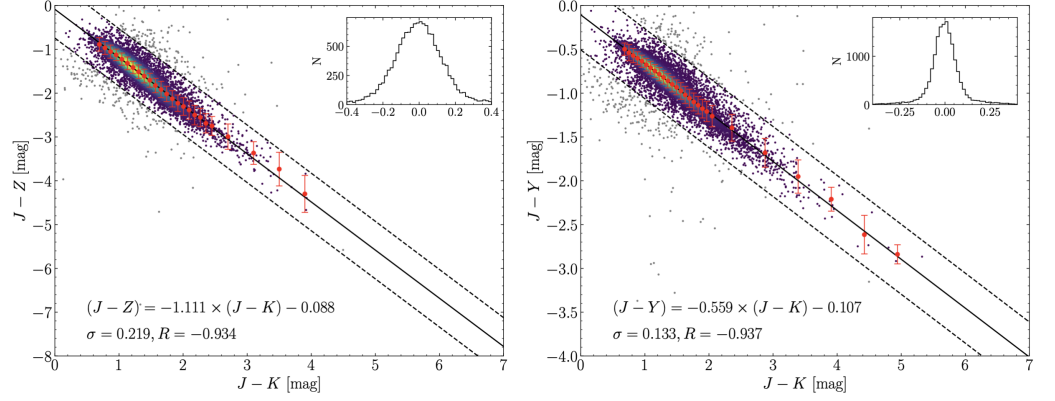 0
−1
−2
−3
−4
−5
−6
−7
−8
J − Z [mag]
0 1 2 3 4 5 6 7
J − K [mag]
(J − Z) = −1.111 × (J − K) − 0.088
σ = 0.219, R = −0.934
500
250
0
N
−0.4 −0.2 0.0 0.2 0.4
0.0
−0.5
−1.0
−1.5
−2.0
−2.5
−3.0
−3.5
−4.0
J − Y [mag]
0 1 2 3 4 5 6 7
J − K [mag]
(J − Y) = −0.559 × (J − K) − 0.107
σ = 0.133, R = −0.937
1000
0
N
−0.25 0.00 0.25